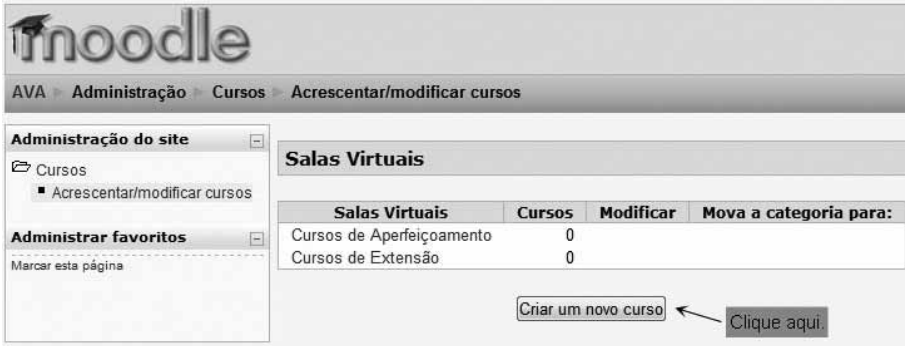 moodle
AVA Administração Cursos Acrescentar/modificar cursos
Administração do site
Cursos
Acrescentar/modificar cursos
Administrar favoritos
Marcar esta página
Salas Virtuais
Salas Virtuais Cursos Modificar Mova a categoria para:
Cursos de Aperfeiçoamento 0
Cursos de Extensão 0
Criar um novo curso
Clique aqui.